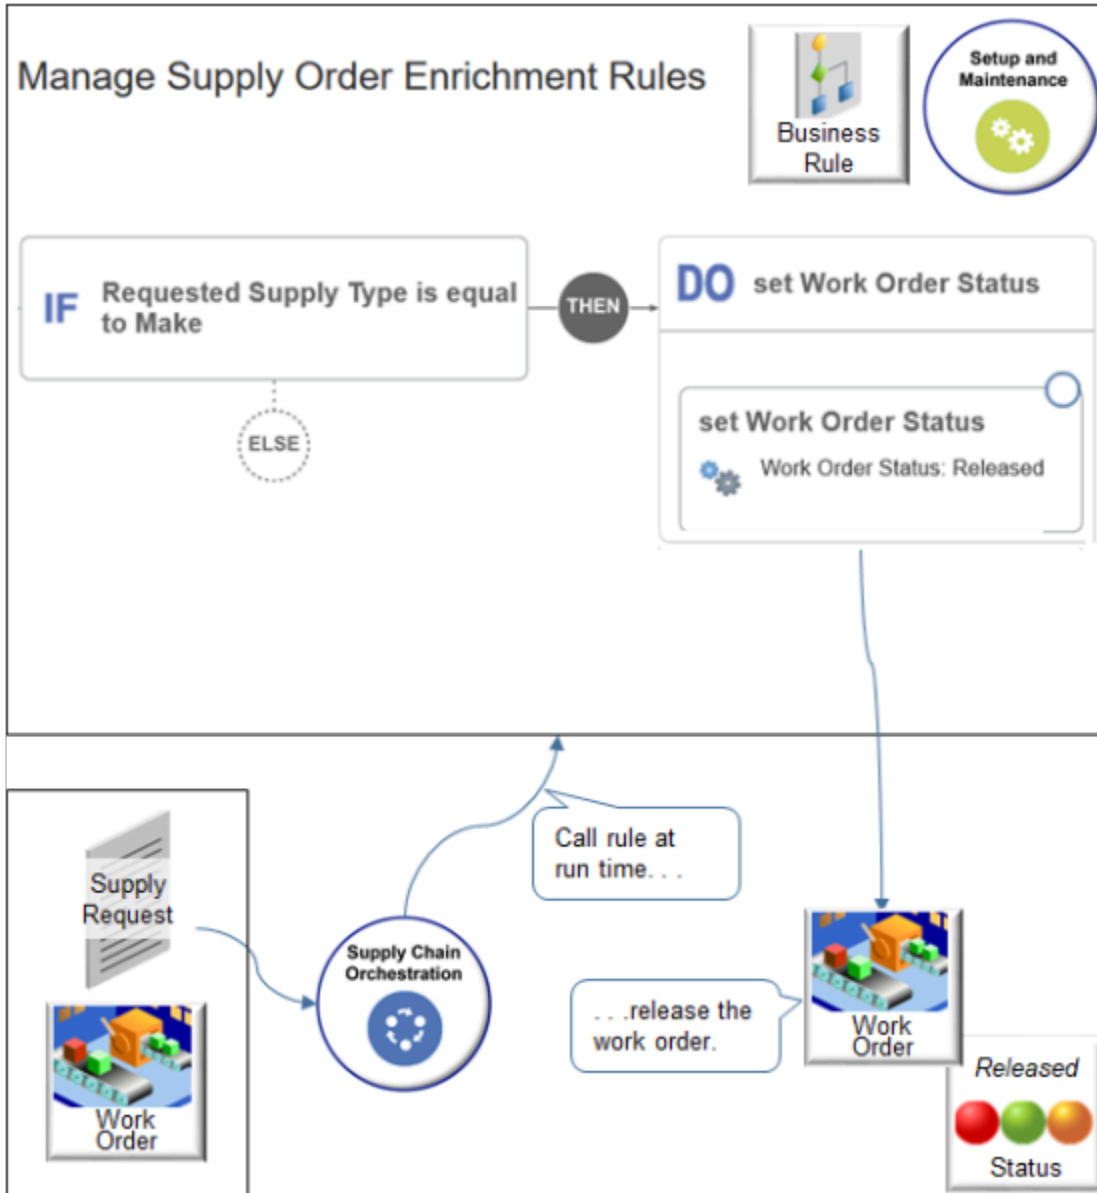 Manage Supply Order Enrichment Rules
Business
Rule
Setup and
Maintenance
IF
Requested Supply Type is equal
to Make
THEN
ELSE
DO
set Work Order Status
set Work Order Status
Work Order Status: Released
Supply
Request
Work
Order
Supply Chain
Orchestration
Call rule at
run time. . .
. . .release the
work order.
Work
Order
Released
Status